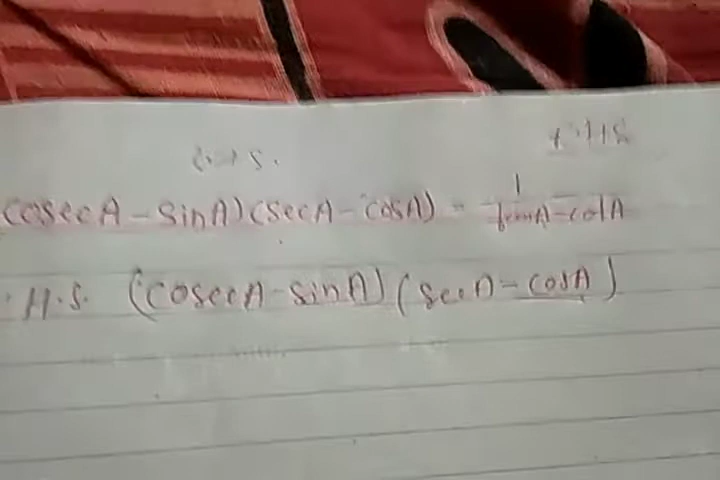 R.H.S
L.H.S.
cosecA - sinA) (secA - cosA) = 1/tanA-cotA
.H.S. (cosecA - sinA) (secA - cosA)